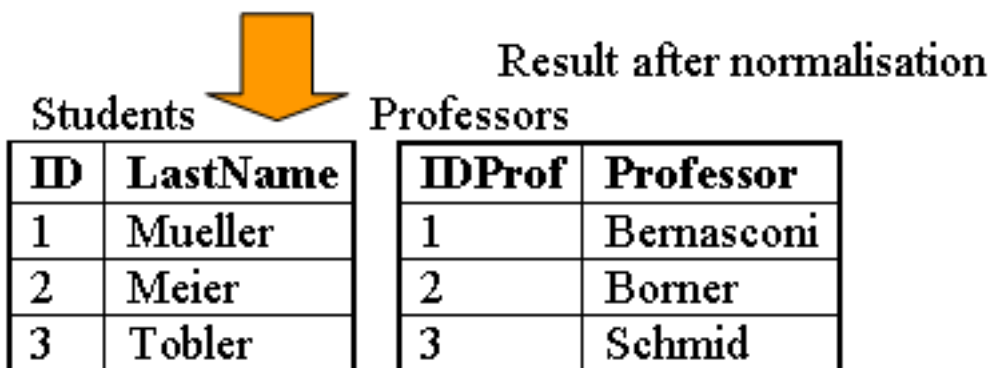 Result after normalisation
Students Professors
ID LastName IDProf Professor
1 Mueller 1 Bernasconi
2 Meier 2 Borner
3 Tobler 3 Schmid